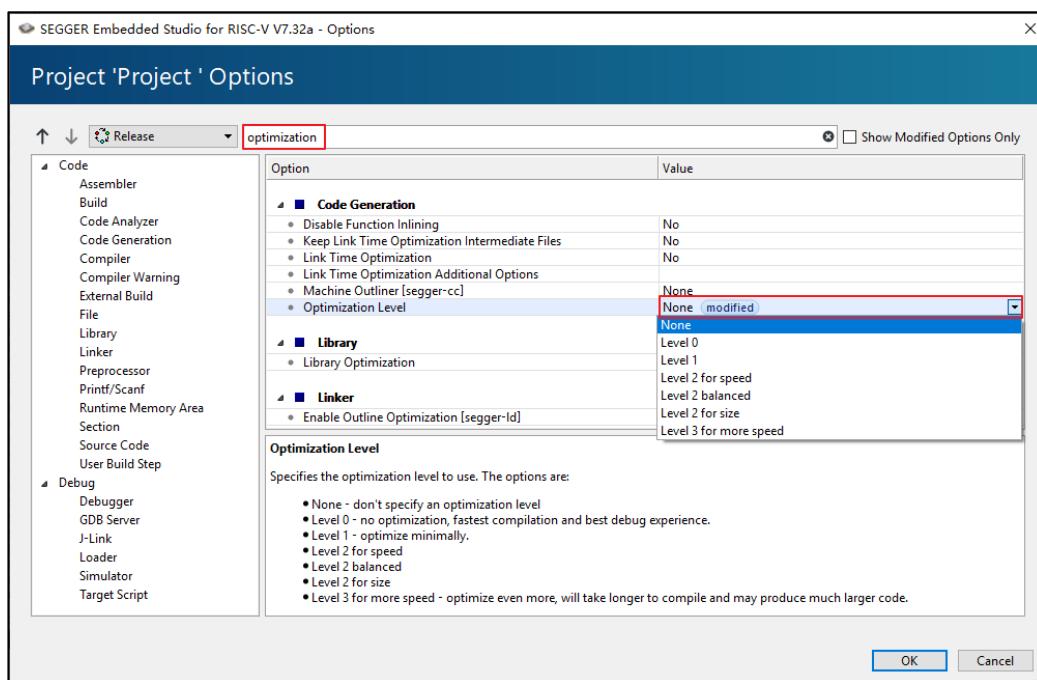 SEGGER Embedded Studio for RISC-V V7.32a - Options
Project 'Project ' Options
Release
optimization
Show Modified Options Only
Code
Assembler
Build
Code Analyzer
Code Generation
Compiler
Compiler Warning
External Build
File
Library
Linker
Preprocessor
Printf/Scanf
Runtime Memory Area
Section
Source Code
User Build Step
Debug
Debugger
GDB Server
J-Link
Loader
Simulator
Target Script
Option Value
Code Generation
Disable Function Inlining No
Keep Link Time Optimization Intermediate Files No
Link Time Optimization No
Link Time Optimization Additional Options
Machine Outliner [segger-cc] None
Optimization Level None modified
None
Level 0
Level 1
Level 2 for speed
Level 2 balanced
Level 2 for size
Level 3 for more speed
Library
Library Optimization
Linker
Enable Outline Optimization [segger-ld]
Optimization Level
Specifies the optimization level to use. The options are:
• None - don't specify an optimization level
• Level 0 - no optimization, fastest compilation and best debug experience.
• Level 1 - optimize minimally.
• Level 2 for speed
• Level 2 balanced
• Level 2 for size
• Level 3 for more speed - optimize even more, will take longer to compile and may produce much larger code.
OK
Cancel